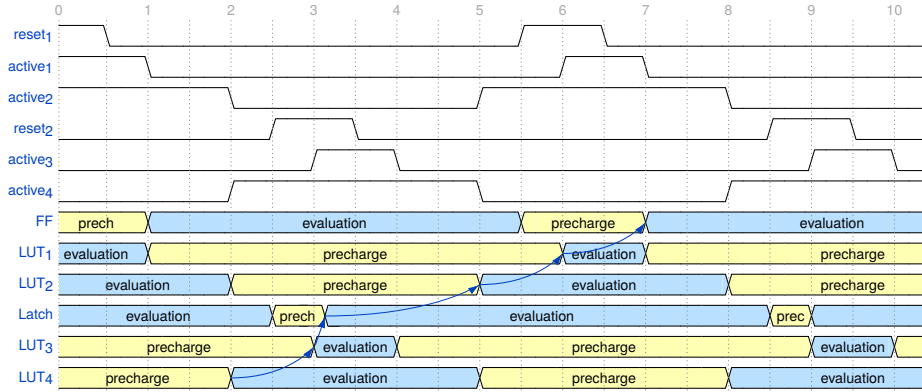 0 1 2 3 4 5 6 7 8 9 10
reset1
active1
active2
reset2
active3
active4
FF prech evaluation precharge evaluation
LUT1 evaluation precharge evaluation precharge
LUT2 evaluation precharge evaluation precharge
Latch evaluation prech evaluation prec
LUT3 precharge evaluation precharge evaluation
LUT4 precharge evaluation precharge evaluation